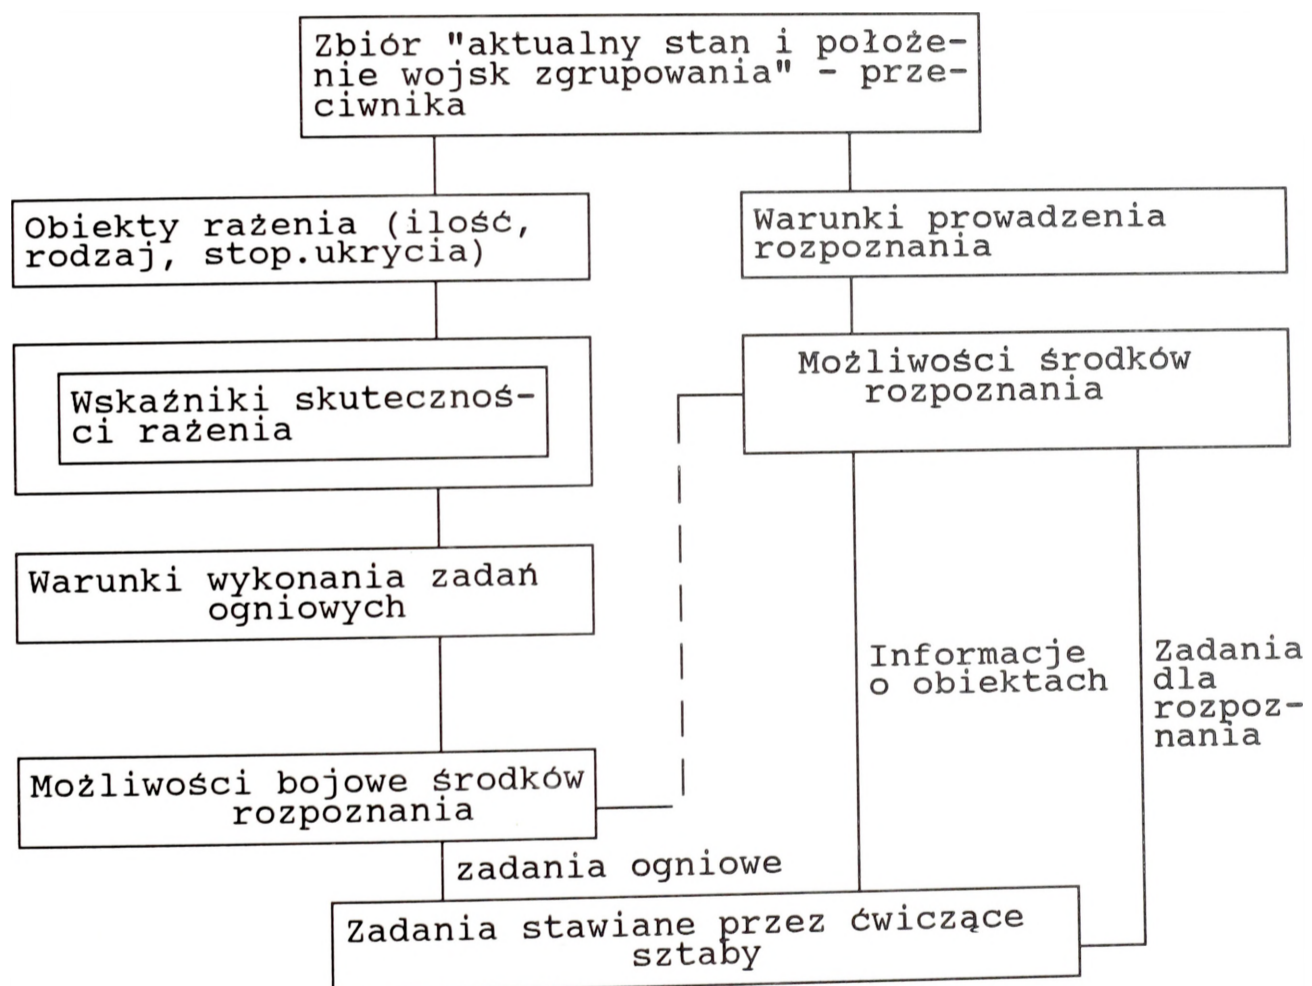 Zbiór "aktualny stan i położe-
nie wojsk zgrupowania" - prze-
ciwnika
Obiekty rażenia (ilość,
rodzaj, stop.ukrycia)
Warunki prowadzenia
rozpoznania
Wskaźniki skutecznoś-
ci rażenia
Możliwości środków
rozpoznania
Warunki wykonania zadań
ogniowych
Informacje
o obiektach
Zadania
dla
rozpoz-
nania
Możliwości bojowe środków
rozpoznania
zadania ogniowe
Zadania stawiane przez ćwiczące
sztaby